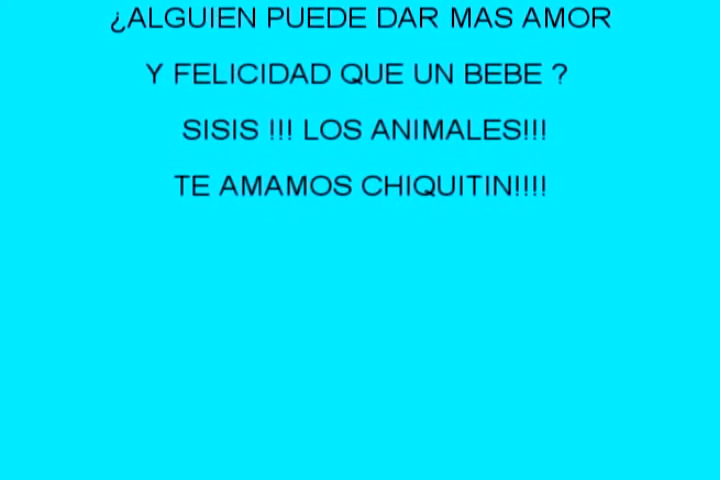 ¿ALGUIEN PUEDE DAR MAS AMOR
Y FELICIDAD QUE UN BEBE ?
SISIS !!! LOS ANIMALES!!!
TE AMAMOS CHIQUITIN!!!!